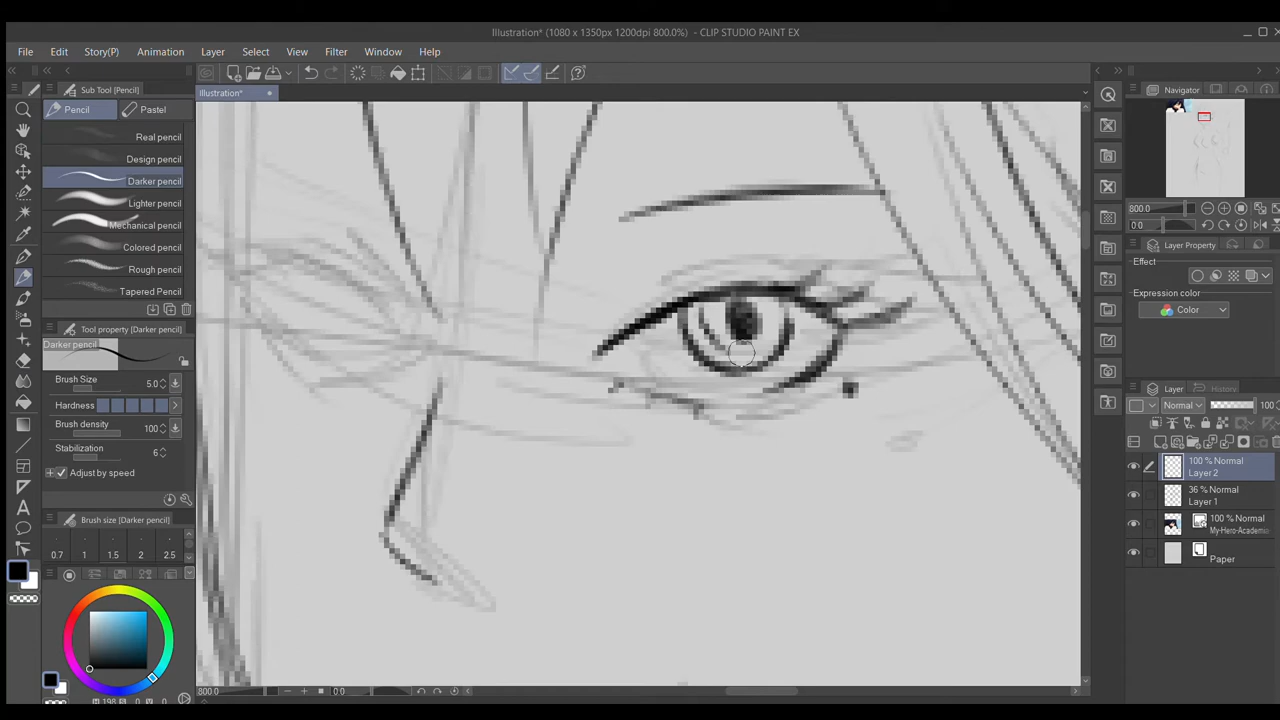 Illustration* (1080 x 1350px 1200dpi 800.0%) - CLIP STUDIO PAINT EX
File Edit Story(P) Animation Layer Select View Filter Window Help
Sub Tool [Pencil]
Pencil Pastel
Real pencil
Design pencil
Darker pencil
Lighter pencil
Mechanical pencil
Colored pencil
Rough pencil
Tapered Pencil
Tool property [Darker pencil]
Darker pencil
Brush Size 5.0
Hardness
Brush density 100
Stabilization 6
Adjust by speed
Brush size [Darker pencil]
0.7 1 1.5 2 2.5
Illustration*
800.0 0.0
Navigator
800.0
0.0
Layer Property
Effect
Expression color
Color
Layer History
Normal 100
100 % Normal
Layer 2
36 % Normal
Layer 1
100 % Normal
My-Hero-Academia
Paper